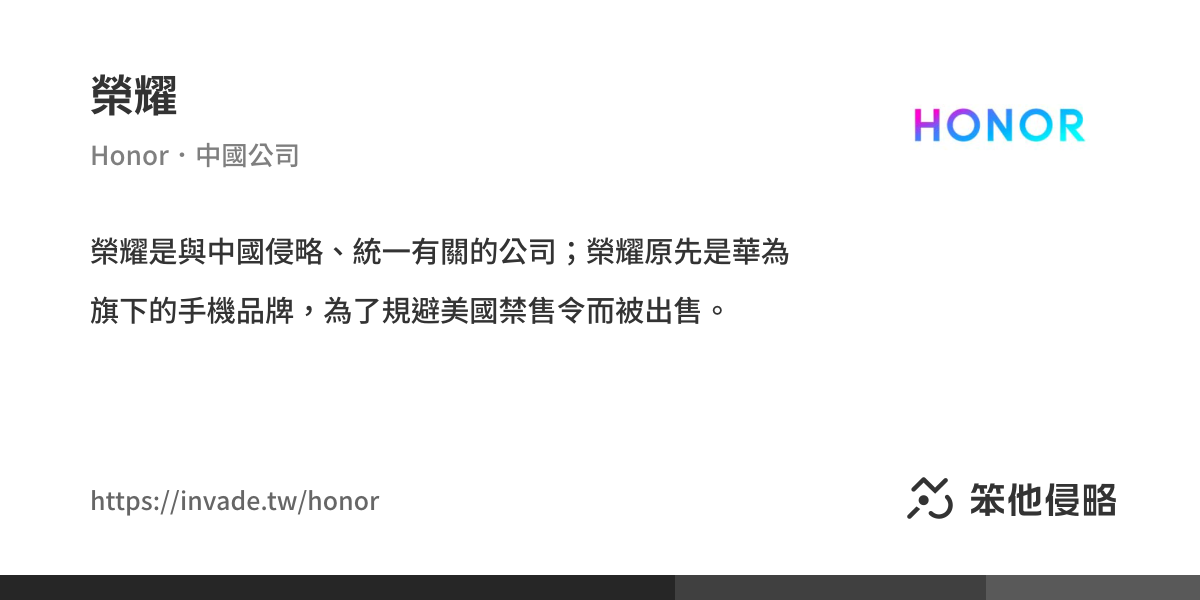 榮耀
HONOR
Honor・中國公司
榮耀是與中國侵略、統一有關的公司；榮耀原先是華為
旗下的手機品牌，為了規避美國禁售令而被出售。
https://invade.tw/honor
笨他侵略